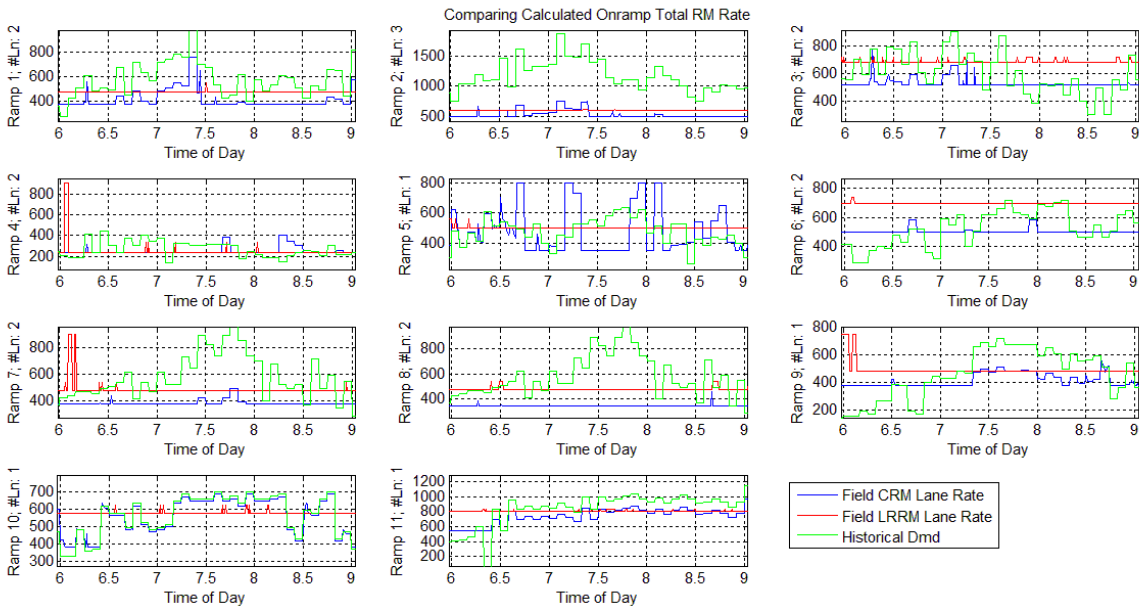 Comparing Calculated Onramp Total RM Rate
Ramp 1; #Ln: 2
800
600
400
6 6.5 7 7.5 8 8.5 9
Time of Day
Ramp 2; #Ln: 3
1500
1000
500
6 6.5 7 7.5 8 8.5 9
Time of Day
Ramp 3; #Ln: 2
800
600
400
6 6.5 7 7.5 8 8.5 9
Time of Day
Ramp 4; #Ln: 2
800
600
400
200
6 6.5 7 7.5 8 8.5 9
Time of Day
Ramp 5; #Ln: 1
800
600
400
6 6.5 7 7.5 8 8.5 9
Time of Day
Ramp 6; #Ln: 2
800
600
400
6 6.5 7 7.5 8 8.5 9
Time of Day
Ramp 7; #Ln: 2
800
600
400
6 6.5 7 7.5 8 8.5 9
Time of Day
Ramp 8; #Ln: 2
800
600
400
6 6.5 7 7.5 8 8.5 9
Time of Day
Ramp 9; #Ln: 1
800
600
400
200
6 6.5 7 7.5 8 8.5 9
Time of Day
Ramp 10; #Ln: 1
700
600
500
400
300
6 6.5 7 7.5 8 8.5 9
Time of Day
Ramp 11; #Ln: 1
1200
1000
800
600
400
200
6 6.5 7 7.5 8 8.5 9
Time of Day
Field CRM Lane Rate
Field LRRM Lane Rate
Historical Dmd